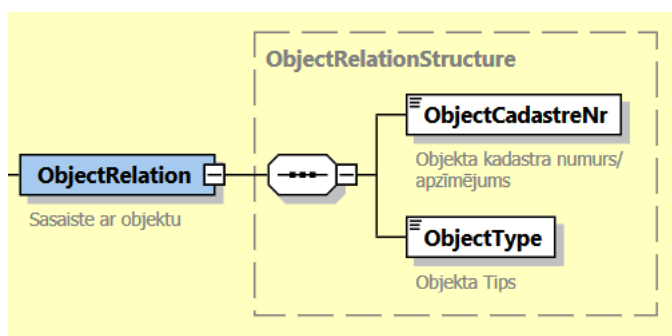 ObjectRelationStructure
ObjectCadastreNr
Objekta kadastra numurs/
apzīmējums
ObjectRelation
Sasaiste ar objektu
ObjectType
Objekta Tips